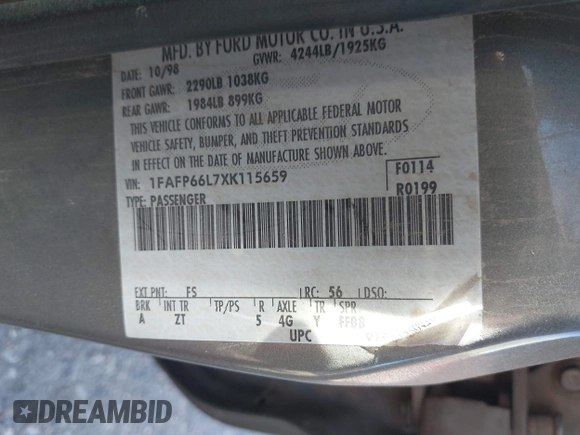 MFD. BY FORD MOTOR CO. IN U.S.A.
DATE: 10/98 GVWR: 4244LB/1925KG
FRONT GAWR: 2290LB 1038KG
REAR GAWR: 1984LB 899KG
THIS VEHICLE CONFORMS TO ALL APPLICABLE FEDERAL MOTOR
VEHICLE SAFETY, BUMPER, AND THEFT PREVENTION STANDARDS
IN EFFECT ON THE DATE OF MANUFACTURE SHOWN ABOVE.
VIN: 1FAFP66L7XK115659 F0114
TYPE: PASSENGER R0199
EXT PNT: FS RC: 56 DSO:
BRK INT TR TP/PS R AXLE TR SPR
A ZT 5 4G Y FFGB
UPC
DREAMBID